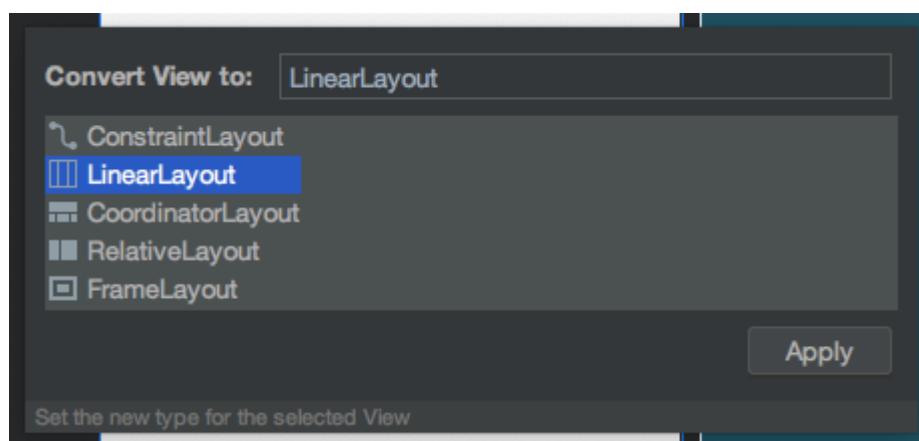 Convert View to: LinearLayout
ConstraintLayout
LinearLayout
CoordinatorLayout
RelativeLayout
FrameLayout
Apply
Set the new type for the selected View